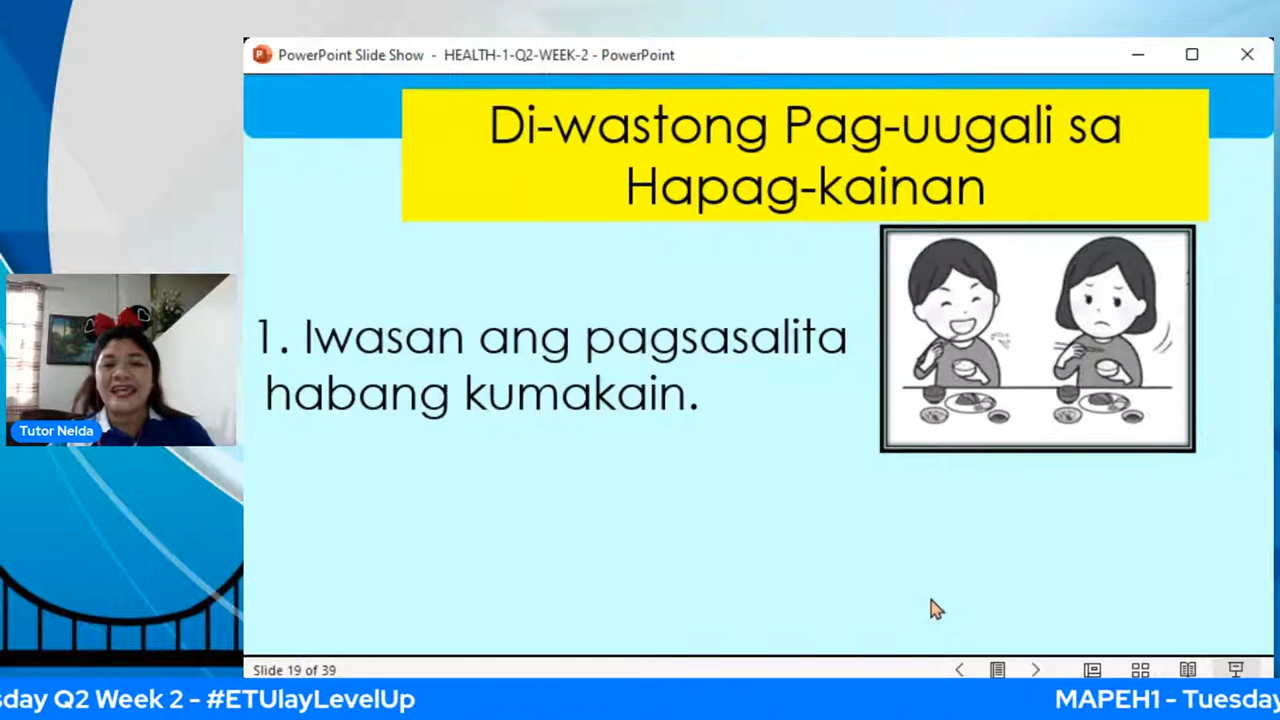 PowerPoint Slide Show - HEALTH-1-Q2-WEEK-2 - PowerPoint
Di-wastong Pag-uugali sa
Hapag-kainan
1. Iwasan ang pagsasalita
habang kumakain.
Tutor Nelda
Slide 19 of 39
sday Q2 Week 2 - #ETUlayLevelUp
MAPEH1 - Tuesday